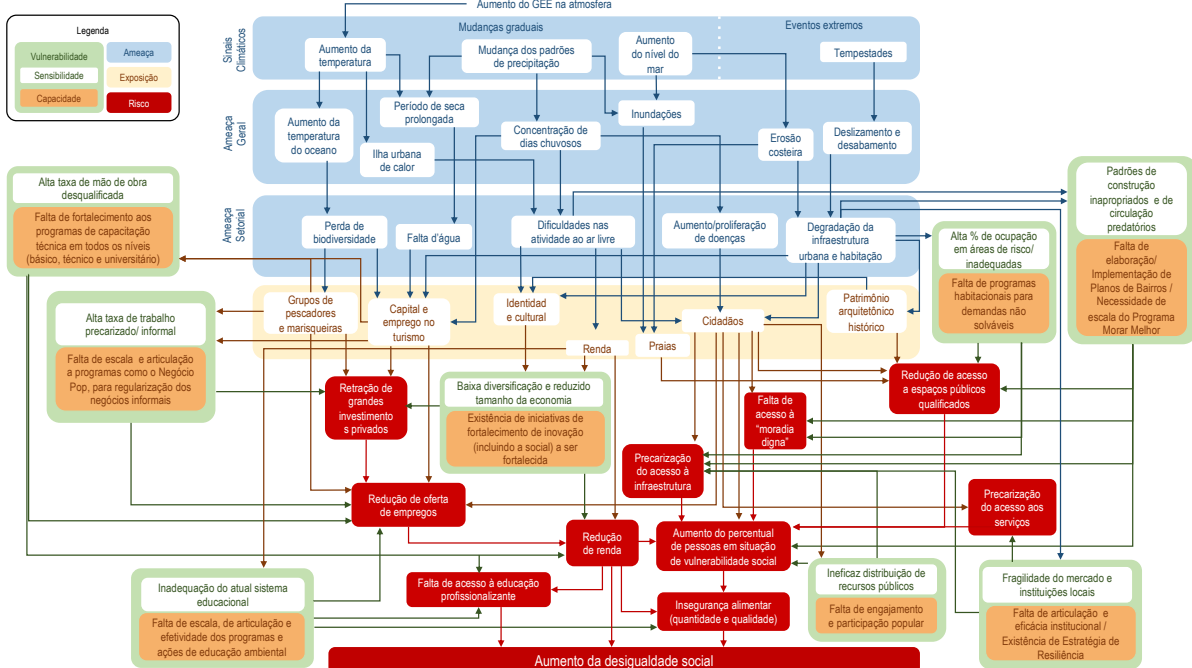 Aumento do GEE na atmosfera
Legenda
Vulnerabilidade
Sensibilidade
Capacidade
Ameaça
Exposição
Risco
Sinais
Climáticos
Mudanças graduais
Eventos extremos
Aumento da
temperatura
Mudança dos padrões
de precipitação
Aumento
do nível do
mar
Tempestades
Ameaça
Geral
Aumento da
temperatura
do oceano
Período de seca
prolongada
Ilha urbana
de calor
Concentração de
dias chuvosos
Inundações
Erosão
costeira
Deslizamento e
desabamento
Ameaça
Setorial
Perda de
biodiversidade
Falta d'água
Dificuldades nas
atividade ao ar livre
Aumento/proliferação
de doenças
Degradação da
infraestrutura
urbana e habitação
Grupos de
pescadores
e marisqueiras
Capital e
emprego no
turismo
Identidad
e cultural
Renda
Praias
Cidadãos
Patrimônio
arquitetônico
histórico
Alta taxa de mão de obra
desqualificada
Falta de fortalecimento aos
programas de capacitação
técnica em todos os níveis
(básico, técnico e universitário)
Alta taxa de trabalho
precarizado/ informal
Falta de escala e articulação
a programas como o Negócio
Pop, para regularização dos
negócios informais
Alta % de ocupação
em áreas de risco/
inadequadas
Falta de programas
habitacionais para
demandas não
solváveis
Padrões de
construção
inapropriados e de
circulação
predatórios
Falta de
elaboração/
Implementação de
Planos de Bairros /
Necessidade de
escala do Programa
Morar Melhor
Retração de
grandes
investimento
s privados
Baixa diversificação e reduzido
tamanho da economia
Existência de iniciativas de
fortalecimento de inovação
(incluindo a social) a ser
fortalecida
Falta de
acesso à
“moradia
digna”
Redução de acesso
a espaços públicos
qualificados
Precarização
do acesso à
infraestrutura
Redução de oferta
de empregos
Precarização
do acesso aos
serviços
Redução
de renda
Aumento do percentual
de pessoas em situação
de vulnerabilidade social
Inadequação do atual sistema
educacional
Falta de escala, de articulação e
efetividade dos programas e
ações de educação ambiental
Falta de acesso à educação
profissionalizante
Insegurança alimentar
(quantidade e qualidade)
Ineficaz distribuição de
recursos públicos
Falta de engajamento
e participação popular
Fragilidade do mercado e
instituições locais
Falta de articulação e
eficácia institucional /
Existência de Estratégia de
Resiliência
Aumento da desigualdade social